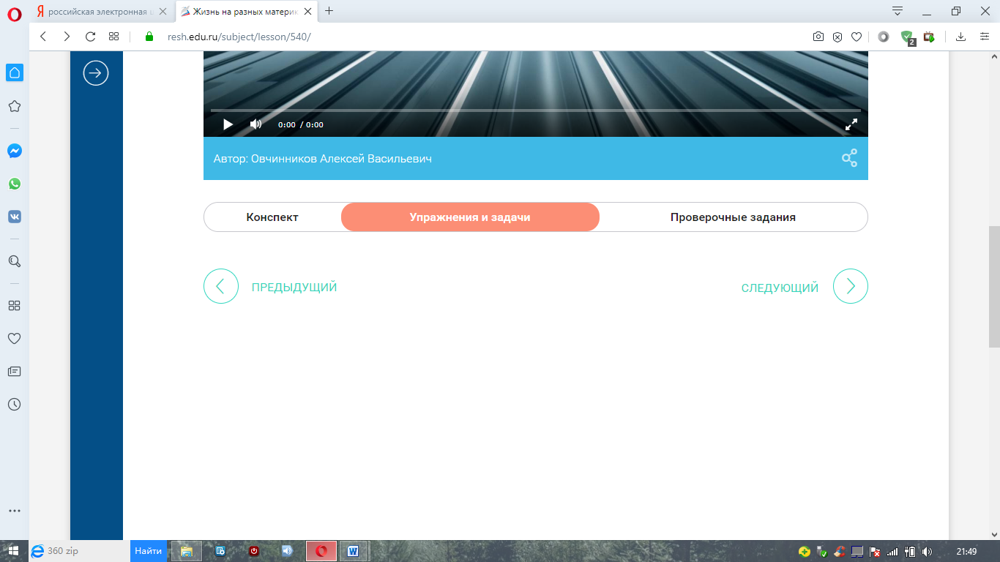 российская электронная ш
Жизнь на разных материк
resh.edu.ru/subject/lesson/540/
2
0:00 / 0:00
Автор: Овчинников Алексей Васильевич
Конспект
Упражнения и задачи
Проверочные задания
ПРЕДЫДУЩИЙ
СЛЕДУЮЩИЙ
360 zip
Найти
21:49